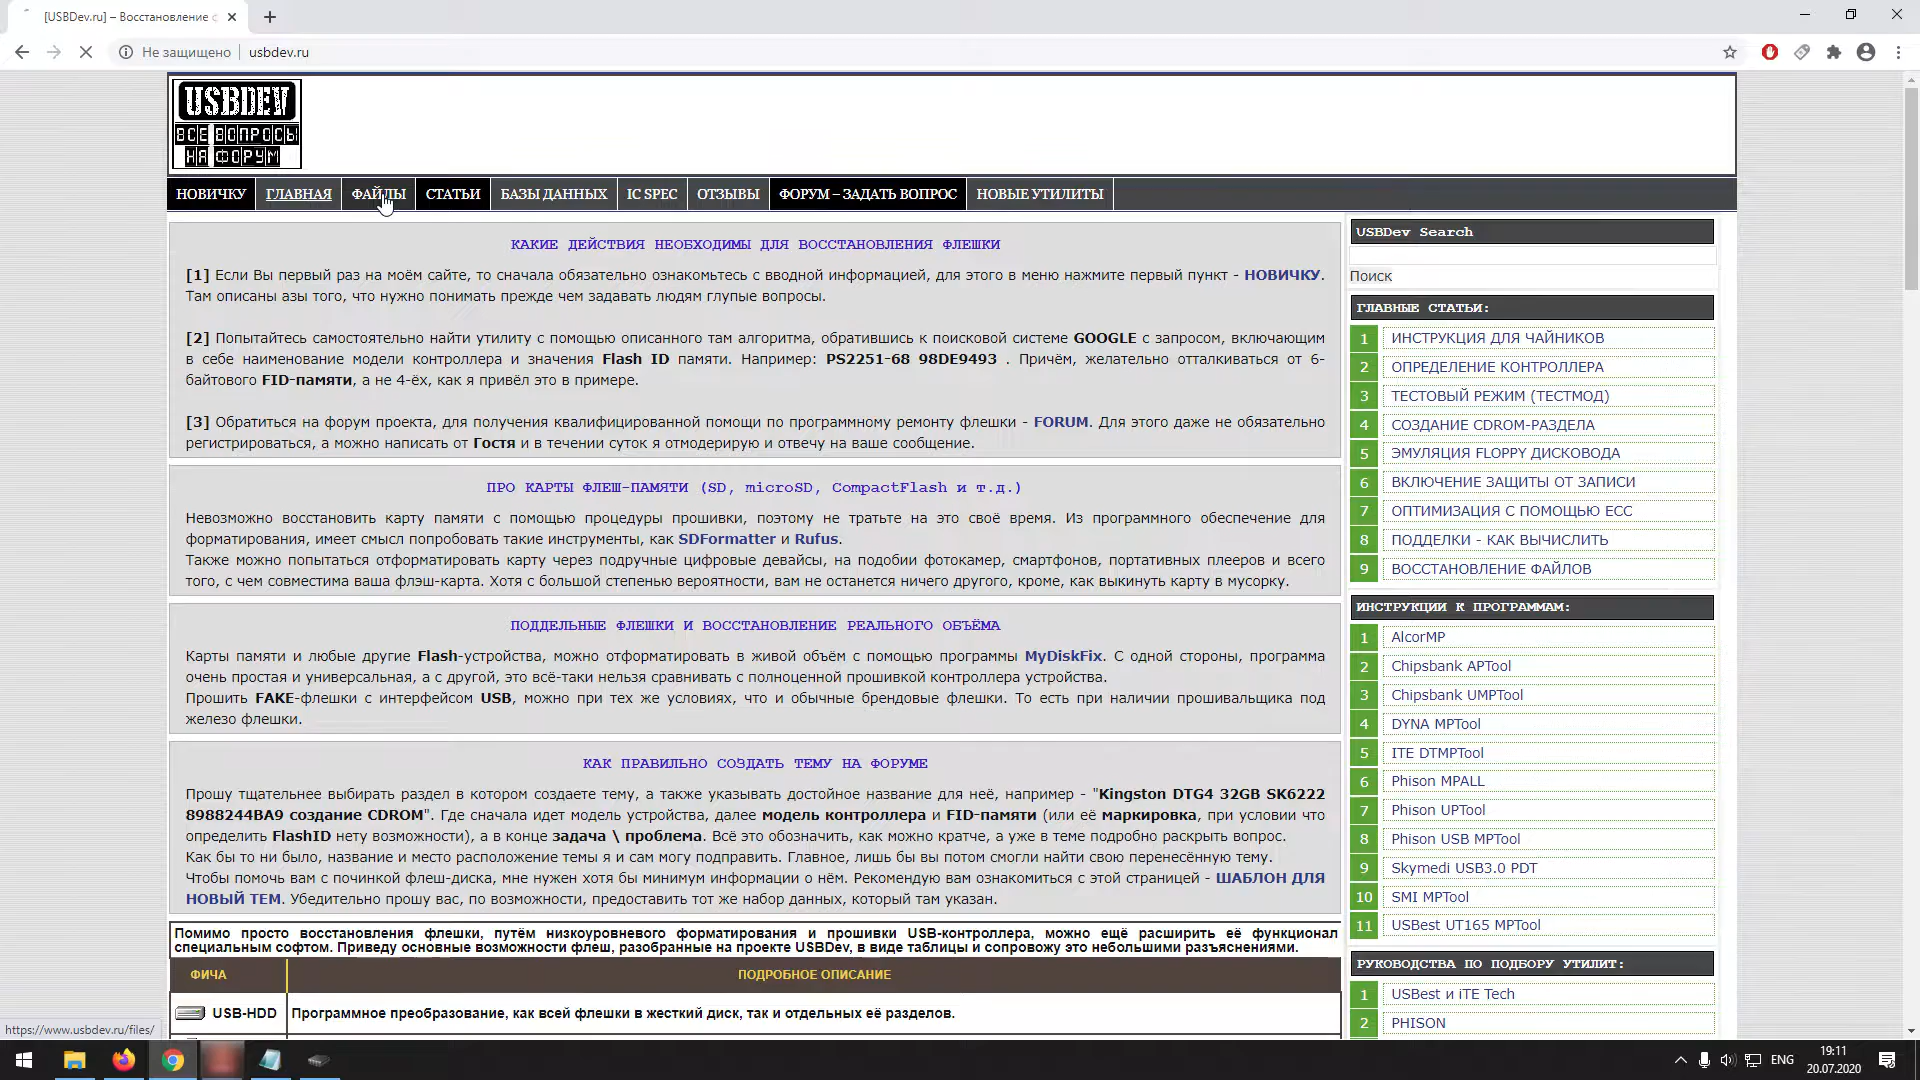 [USBDev.ru] – Восстановление
Не защищено
usbdev.ru
USBDEV
ВСЕ ВОПРОСЫ
НА ФОРУМ
НОВИЧКУ
ГЛАВНАЯ
ФАЙЛЫ
СТАТЬИ
БАЗЫ ДАННЫХ
IC SPEC
ОТЗЫВЫ
ФОРУМ – ЗАДАТЬ ВОПРОС
НОВЫЕ УТИЛИТЫ
КАКИЕ ДЕЙСТВИЯ НЕОБХОДИМЫ ДЛЯ ВОССТАНОВЛЕНИЯ ФЛЕШКИ
[1] Если Вы первый раз на моём сайте, то сначала обязательно ознакомьтесь с вводной информацией, для этого в меню нажмите первый пункт - НОВИЧКУ.
Там описаны азы того, что нужно понимать прежде чем задавать людям глупые вопросы.
[2] Попытайтесь самостоятельно найти утилиту с помощью описанного там алгоритма, обратившись к поисковой системе GOOGLE с запросом, включающим
в себе наименование модели контроллера и значения Flash ID памяти. Например: PS2251-68 98DE9493 . Причём, желательно отталкиваться от 6-
байтового FID-памяти, а не 4-ёх, как я привёл это в примере.
[3] Обратиться на форум проекта, для получения квалифицированной помощи по программному ремонту флешки - FORUM. Для этого даже не обязательно
регистрироваться, а можно написать от Гостя и в течении суток я отмодерирую и отвечу на ваше сообщение.
ПРО КАРТЫ ФЛЕШ-ПАМЯТИ (SD, microSD, CompactFlash и т.д.)
Невозможно восстановить карту памяти с помощью процедуры прошивки, поэтому не тратьте на это своё время. Из программного обеспечение для
форматирования, имеет смысл попробовать такие инструменты, как SDFormatter и Rufus.
Также можно попытаться отформатировать карту через подручные цифровые девайсы, на подобии фотокамер, смартфонов, портативных плееров и всего
того, с чем совместима ваша флэш-карта. Хотя с большой степенью вероятности, вам не останется ничего другого, кроме, как выкинуть карту в мусорку.
ПОДДЕЛЬНЫЕ ФЛЕШКИ И ВОССТАНОВЛЕНИЕ РЕАЛЬНОГО ОБЪЁМА
Карты памяти и любые другие Flash-устройства, можно отформатировать в живой объём с помощью программы MyDiskFix. С одной стороны, программа
очень простая и универсальная, а с другой, это всё-таки нельзя сравнивать с полноценной прошивкой контроллера устройства.
Прошить FAKE-флешки с интерфейсом USB, можно при тех же условиях, что и обычные брендовые флешки. То есть при наличии прошивальщика под
железо флешки.
КАК ПРАВИЛЬНО СОЗДАТЬ ТЕМУ НА ФОРУМЕ
Прошу тщательнее выбирать раздел в котором создаете тему, а также указывать достойное название для неё, например - "Kingston DTG4 32GB SK6222
8988244BA9 создание CDROM". Где сначала идет модель устройства, далее модель контроллера и FID-памяти (или её маркировка, при условии что
определить FlashID нету возможности), а в конце задача \ проблема. Всё это обозначить, как можно кратче, а уже в теме подробно раскрыть вопрос.
Как бы то ни было, название и место расположение темы я и сам могу подправить. Главное, лишь бы вы потом смогли найти свою перенесённую тему.
Чтобы помочь вам с починкой флеш-диска, мне нужен хотя бы минимум информации о нём. Рекомендую вам ознакомиться с этой страницей - ШАБЛОН ДЛЯ
НОВЫЙ ТЕМ. Убедительно прошу вас, по возможности, предоставить тот же набор данных, который там указан.
Помимо просто восстановления флешки, путём низкоуровневого форматирования и прошивки USB-контроллера, можно ещё расширить её функционал
специальным софтом. Приведу основные возможности флеш, разобранные на проекте USBDev, в виде таблицы и сопровожу это небольшими разъяснениями.
ФИЧА
ПОДРОБНОЕ ОПИСАНИЕ
USB-HDD
Программное преобразование, как всей флешки в жесткий диск, так и отдельных её разделов.
USBDev Search
Поиск
ГЛАВНЫЕ СТАТЬИ:
1 ИНСТРУКЦИЯ ДЛЯ ЧАЙНИКОВ
2 ОПРЕДЕЛЕНИЕ КОНТРОЛЛЕРА
3 ТЕСТОВЫЙ РЕЖИМ (ТЕСТМОД)
4 СОЗДАНИЕ CDROM-РАЗДЕЛА
5 ЭМУЛЯЦИЯ FLOPPY ДИСКОВОДА
6 ВКЛЮЧЕНИЕ ЗАЩИТЫ ОТ ЗАПИСИ
7 ОПТИМИЗАЦИЯ С ПОМОЩЬЮ ECC
8 ПОДДЕЛКИ - КАК ВЫЧИСЛИТЬ
9 ВОССТАНОВЛЕНИЕ ФАЙЛОВ
ИНСТРУКЦИИ К ПРОГРАММАМ:
1 AlcorMP
2 Chipsbank APTool
3 Chipsbank UMPTool
4 DYNA MPTool
5 ITE DTMPTool
6 Phison MPALL
7 Phison UPTool
8 Phison USB MPTool
9 Skymedi USB3.0 PDT
10 SMI MPTool
11 USBest UT165 MPTool
РУКОВОДСТВА ПО ПОДБОРУ УТИЛИТ:
1 USBest и iTE Tech
2 PHISON
https://www.usbdev.ru/files/
ENG
19:11
20.07.2020